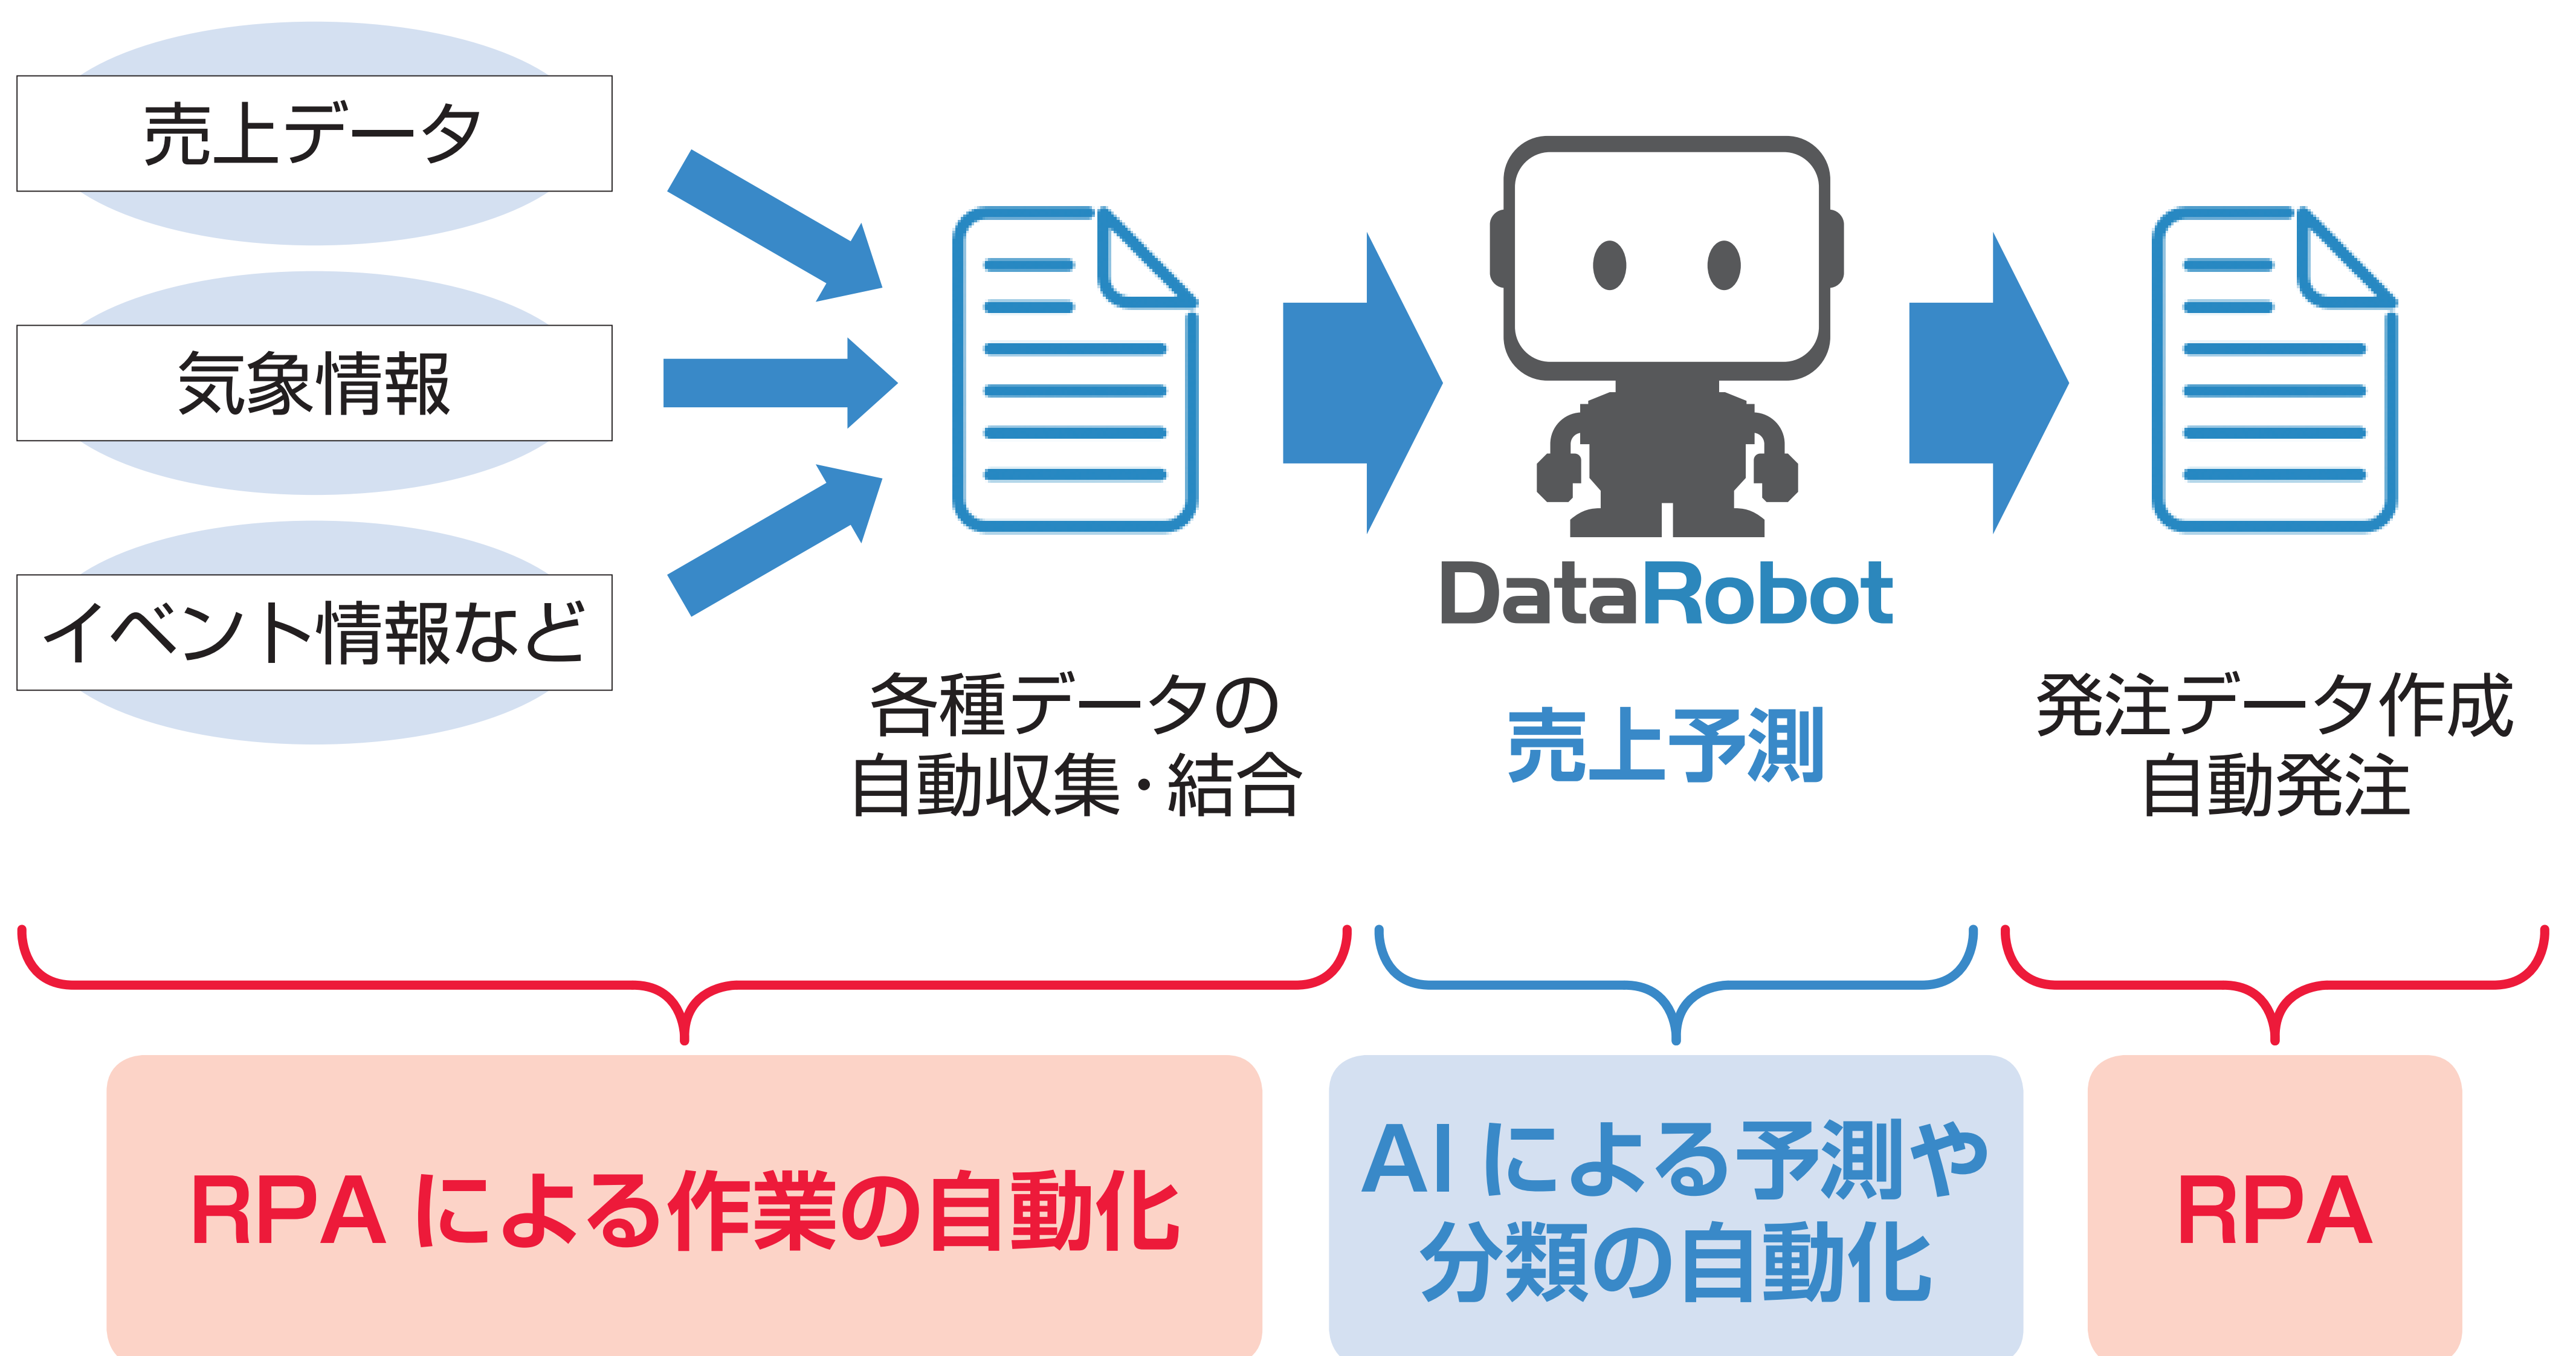 売上データ
気象情報
イベント情報など
各種データの
自動収集・結合
DataRobot
売上予測
発注データ作成
自動発注
RPA による作業の自動化
AI による予測や
分類の自動化
RPA